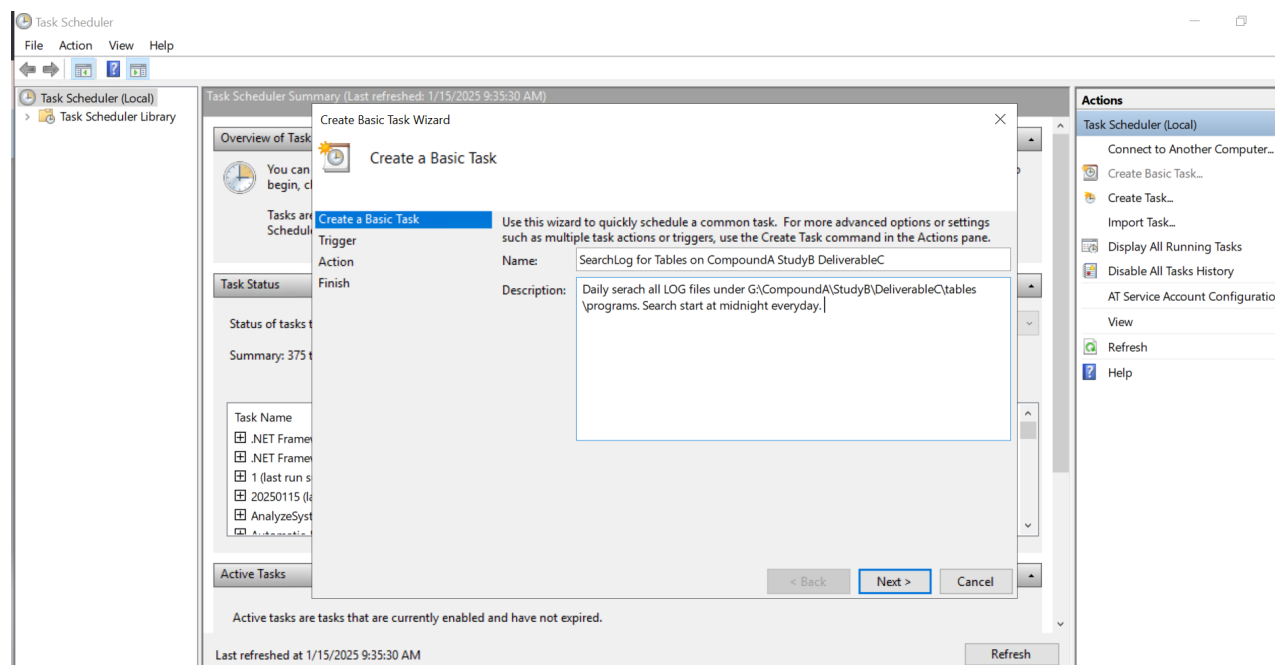 Task Scheduler
File Action View Help
Task Scheduler (Local)
Task Scheduler Library
Task Scheduler Summary (Last refreshed: 1/15/2025 9:35:30 AM)
Overview of Task
You can
begin, cl
Tasks are
Schedul
Task Status
Status of tasks t
Summary: 375 t
Task Name
.NET Framew
.NET Framew
1 (last run s
20250115 (la
AnalyzeSyst
Active Tasks
Active tasks are tasks that are currently enabled and have not expired.
Last refreshed at 1/15/2025 9:35:30 AM
Refresh
Create Basic Task Wizard
Create a Basic Task
Create a Basic Task
Trigger
Action
Finish
Use this wizard to quickly schedule a common task. For more advanced options or settings
such as multiple task actions or triggers, use the Create Task command in the Actions pane.
Name: SearchLog for Tables on CompoundA StudyB DeliverableC
Description: Daily serach all LOG files under G:\CompoundA\StudyB\DeliverableC\tables
\programs. Search start at midnight everyday.
< Back Next > Cancel
Actions
Task Scheduler (Local)
Connect to Another Computer...
Create Basic Task...
Create Task...
Import Task...
Display All Running Tasks
Disable All Tasks History
AT Service Account Configuratio
View
Refresh
Help